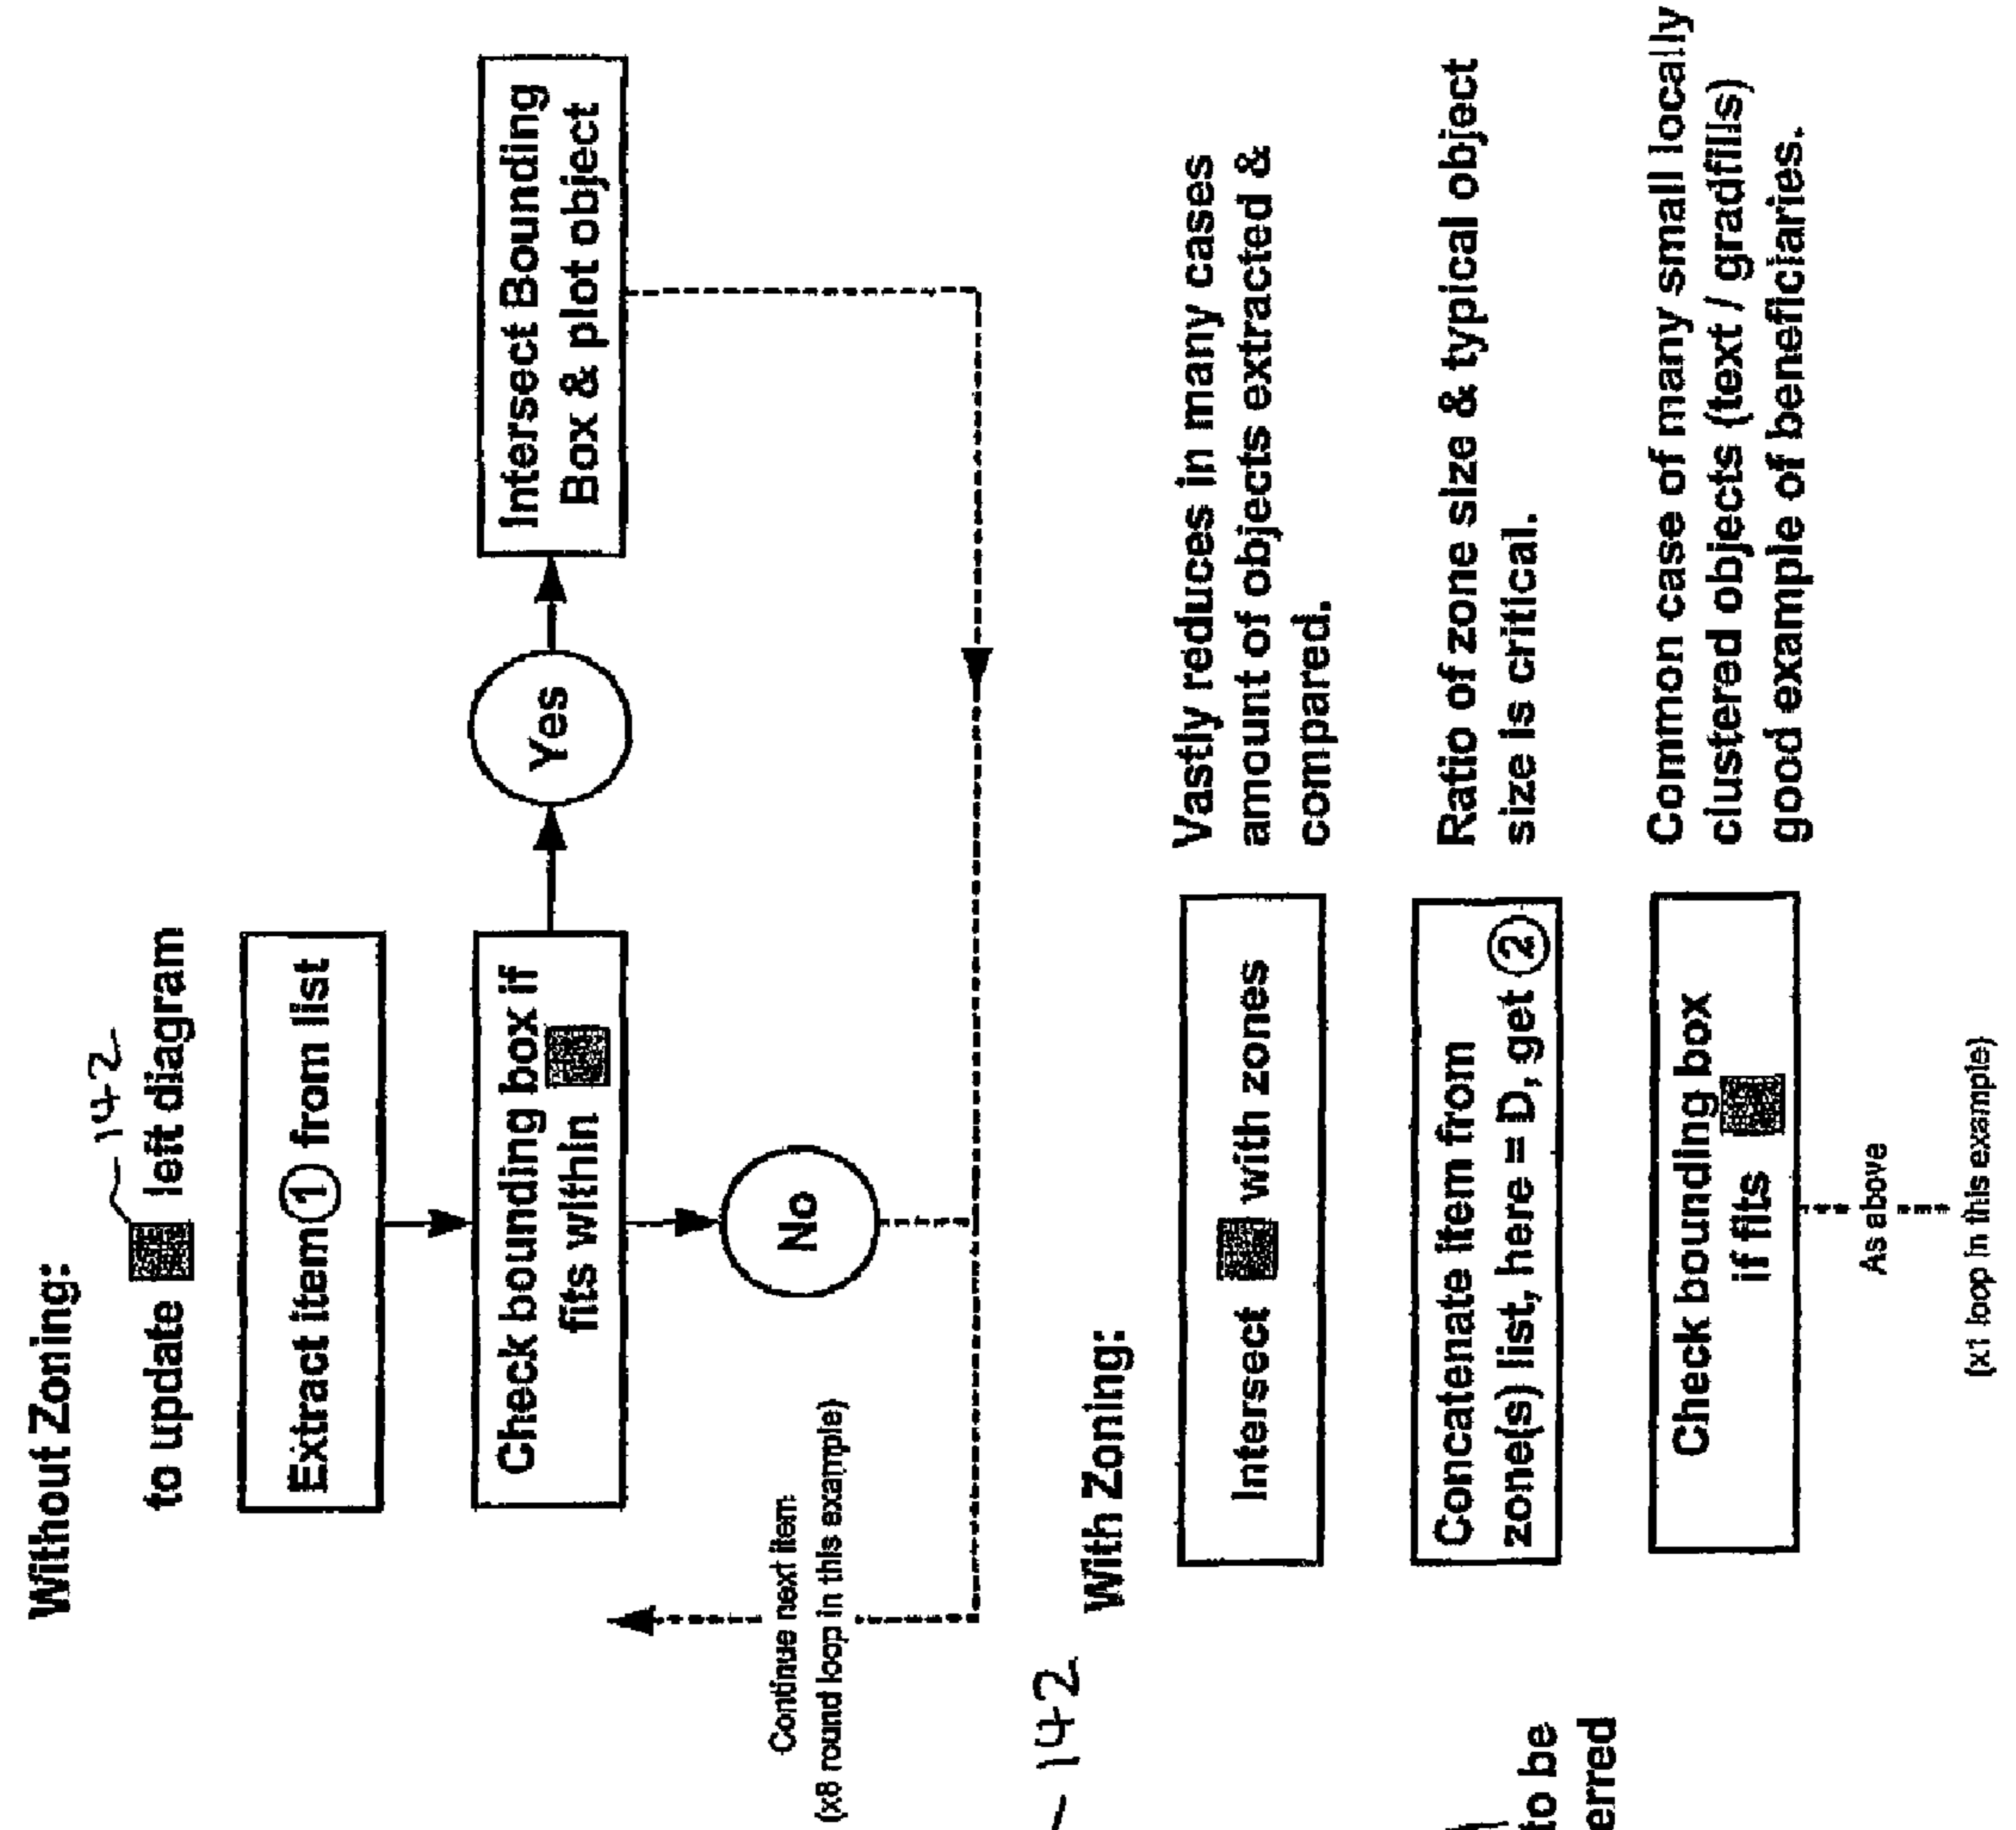 Without Zoning:
142
to update left diagram
Extract item 1 from list
Check bounding box if
fits within
Yes
Intersect Bounding
Box & plot object
No
Continue next item
(x8 round loop in this example)
142
With Zoning:
Intersect with zones
Vastly reduces in many cases
amount of objects extracted &
compared.
Concatenate item from
zone(s) list, here = D, get 2
Ratio of zone size & typical object
size is critical.
Check bounding box
if fits
Common case of many small locally
clustered objects (text / gradfills)
good example of beneficiaries.
As above
(x1 loop in this example)
to be
erred